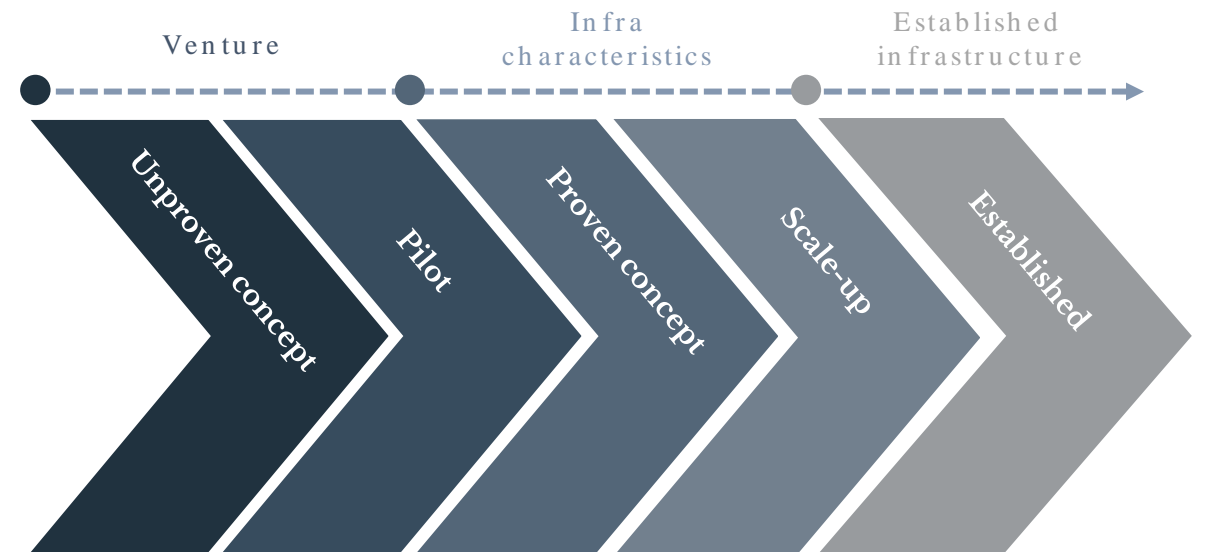 Venture
Infra
characteristics
Established
infrastructure
Unproven concept
Pilot
Proven concept
Scale-up
Established